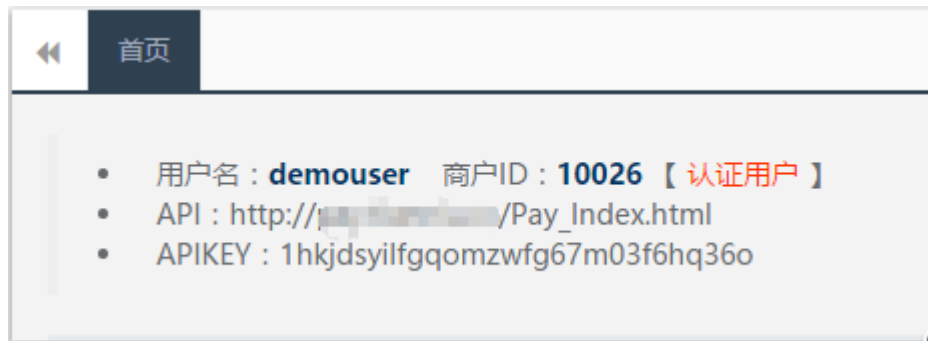 首页
用户名：demouser 商户ID：10026 【 认证用户 】
API：http:///Pay_Index.html
APIKEY：1hkjdsyilfgqomzwfg67m03f6hq36o